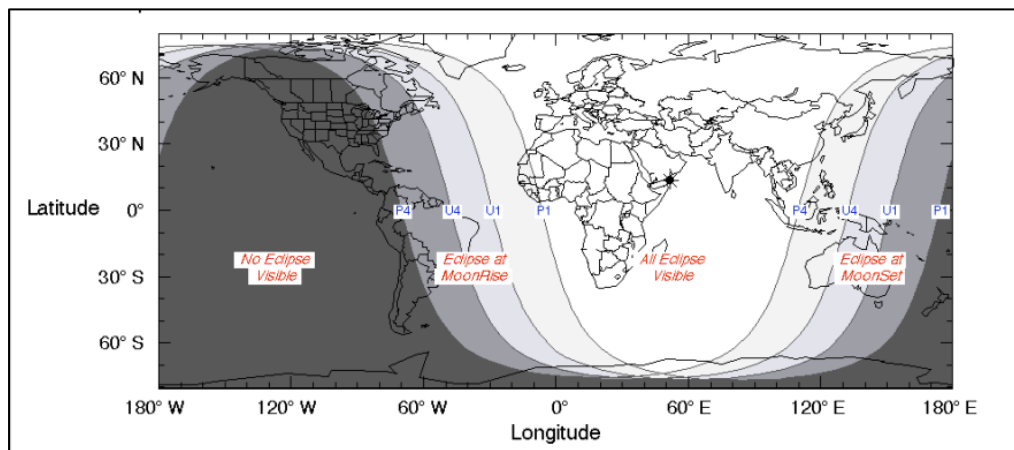 60° N
30° N
Latitude
0°
P4 U4 U1 P1 P4 U4 U1 P4
No Eclipse
Visible
Eclipse at
MoonRise
All Eclipse
Visible
Eclipse at
MoonSet
30° S
60° S
180° W 120° W 60° W 0° 60° E 120° E 180° E
Longitude